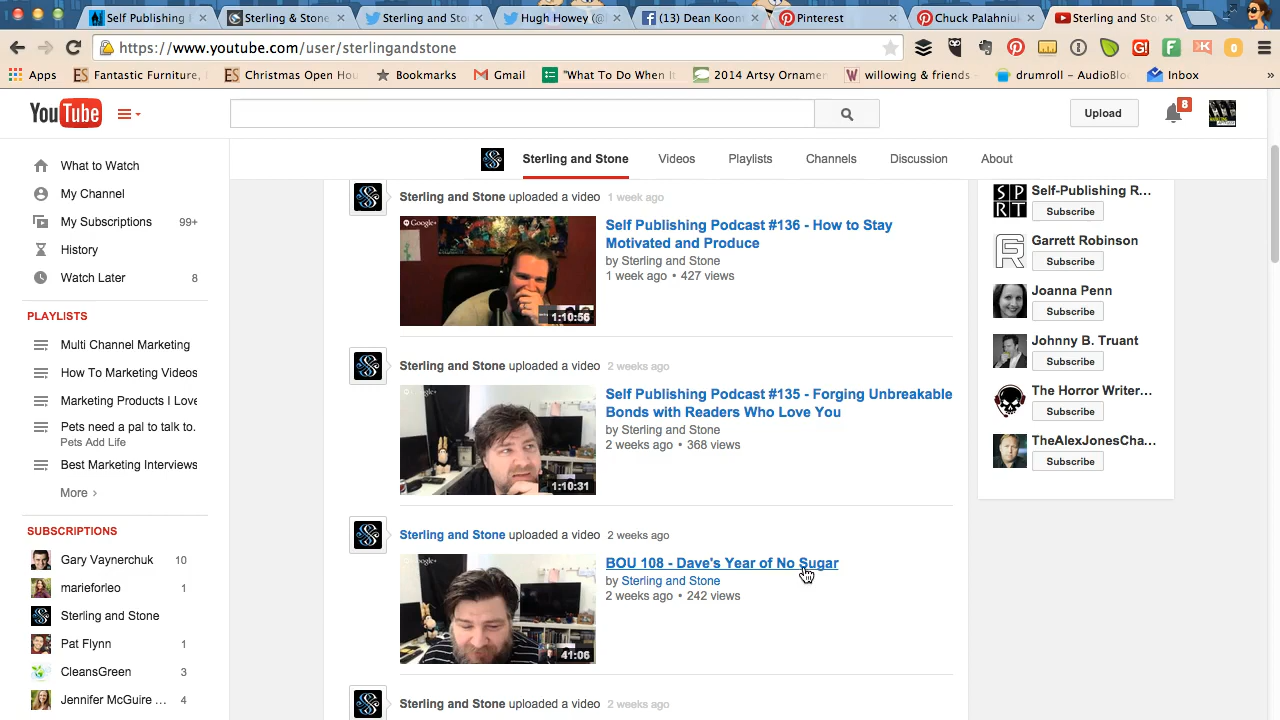 Self Publishing
Sterling & Stone
Sterling and Sto
Hugh Howey (@
(13) Dean Koont
Pinterest
Chuck Palahniuk
Sterling and Sto
https://www.youtube.com/user/sterlingandstone
Apps
Fantastic Furniture,
Christmas Open Hou
Bookmarks
Gmail
"What To Do When It
2014 Artsy Ornamer
willowing & friends
drumroll – AudioBlo
Inbox
»
YouTube
Upload
8
Sterling and Stone
Videos
Playlists
Channels
Discussion
About
What to Watch
My Channel
My Subscriptions 99+
History
Watch Later 8
PLAYLISTS
Multi Channel Marketing
How To Marketing Videos
Marketing Products I Love
Pets need a pal to talk to.
Pets Add Life
Best Marketing Interviews
More ›
SUBSCRIPTIONS
Gary Vaynerchuk 10
marieforleo 1
Sterling and Stone
Pat Flynn 1
CleansGreen 3
Jennifer McGuire ... 4
Sterling and Stone uploaded a video 1 week ago
Google+
1:10:56
Self Publishing Podcast #136 - How to Stay
Motivated and Produce
by Sterling and Stone
1 week ago • 427 views
Sterling and Stone uploaded a video 2 weeks ago
Google+
1:10:31
Self Publishing Podcast #135 - Forging Unbreakable
Bonds with Readers Who Love You
by Sterling and Stone
2 weeks ago • 368 views
Sterling and Stone uploaded a video 2 weeks ago
Google+
41:06
BOU 108 - Dave's Year of No Sugar
by Sterling and Stone
2 weeks ago • 242 views
Sterling and Stone uploaded a video 2 weeks ago
SP
RT
Self-Publishing R...
Subscribe
Garrett Robinson
Subscribe
Joanna Penn
Subscribe
Johnny B. Truant
Subscribe
The Horror Writer...
Subscribe
TheAlexJonesCha...
Subscribe